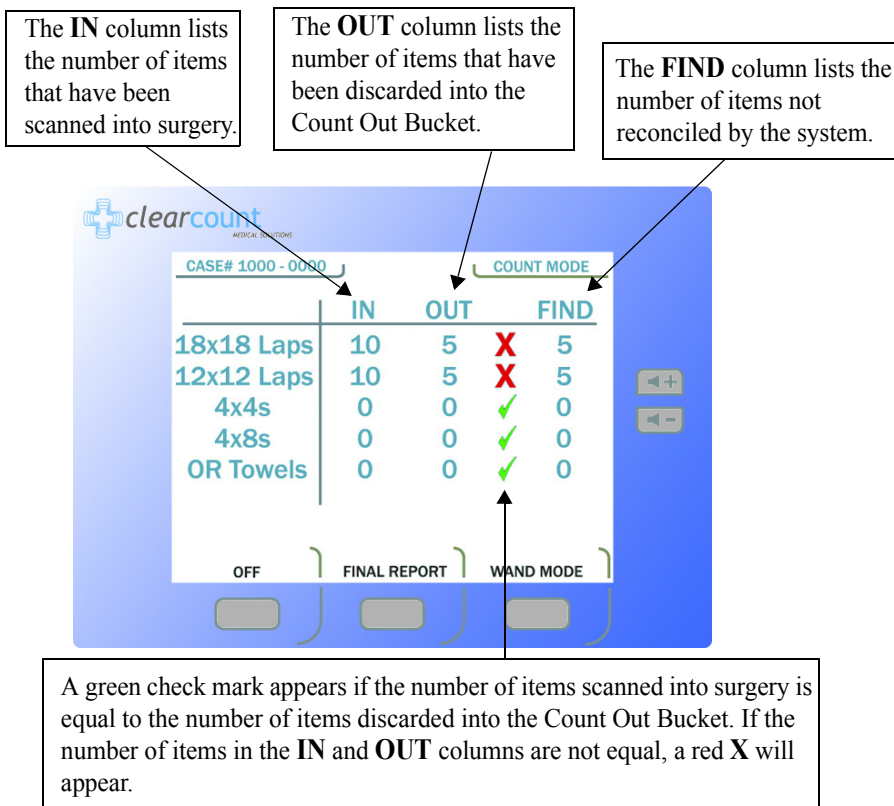 The IN column lists
the number of items
that have been
scanned into surgery.
The OUT column lists the
number of items that have
been discarded into the
Count Out Bucket.
The FIND column lists the
number of items not
reconciled by the system.
clearcount
MEDICAL SOLUTIONS
CASE# 1000 - 0000
COUNT MODE
IN OUT FIND
18x18 Laps 10 5 X 5
12x12 Laps 10 5 X 5
4x4s 0 0 ✓ 0
4x8s 0 0 ✓ 0
OR Towels 0 0 ✓ 0
OFF FINAL REPORT WAND MODE
A green check mark appears if the number of items scanned into surgery is
equal to the number of items discarded into the Count Out Bucket. If the
number of items in the IN and OUT columns are not equal, a red X will
appear.